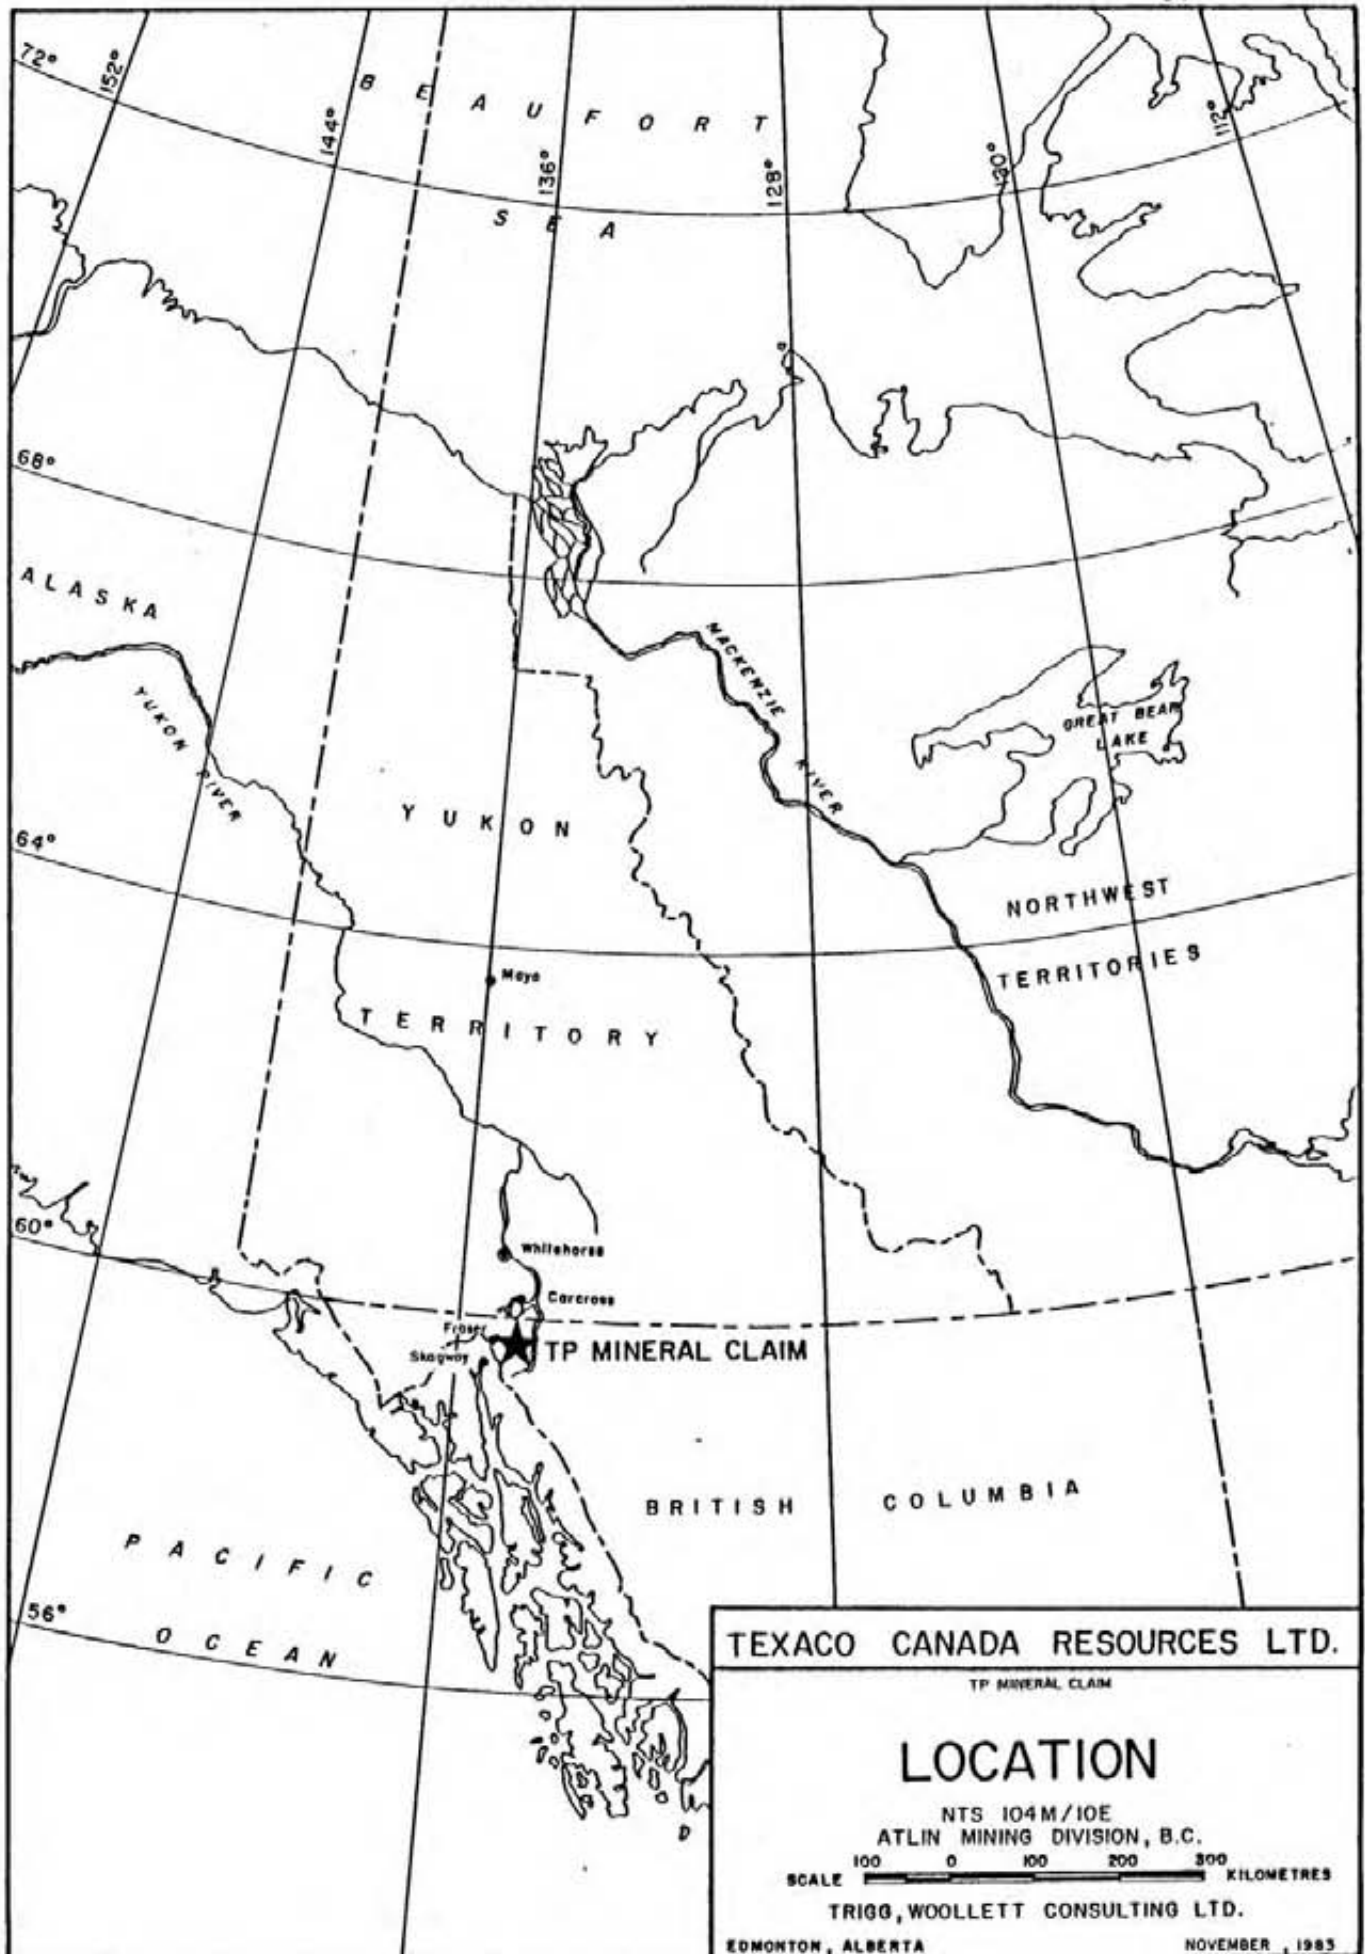 72°
152°
144°
136°
128°
120°
112°
BEAUFORT
SEA
68°
ALASKA
YUKON RIVER
MACKENZIE RIVER
GREAT BEAR
LAKE
64°
YUKON
NORTHWEST
TERRITORIES
Mayo
TERRITORY
60°
Whitehorse
Carcross
Fraser
Skagway
TP MINERAL CLAIM
BRITISH COLUMBIA
PACIFIC
OCEAN
56°
TEXACO CANADA RESOURCES LTD.
TP MINERAL CLAIM
LOCATION
NTS 104M/10E
ATLIN MINING DIVISION, B.C.
100 0 100 200 300
SCALE KILOMETRES
TRIGG, WOOLLETT CONSULTING LTD.
EDMONTON, ALBERTA NOVEMBER, 1983